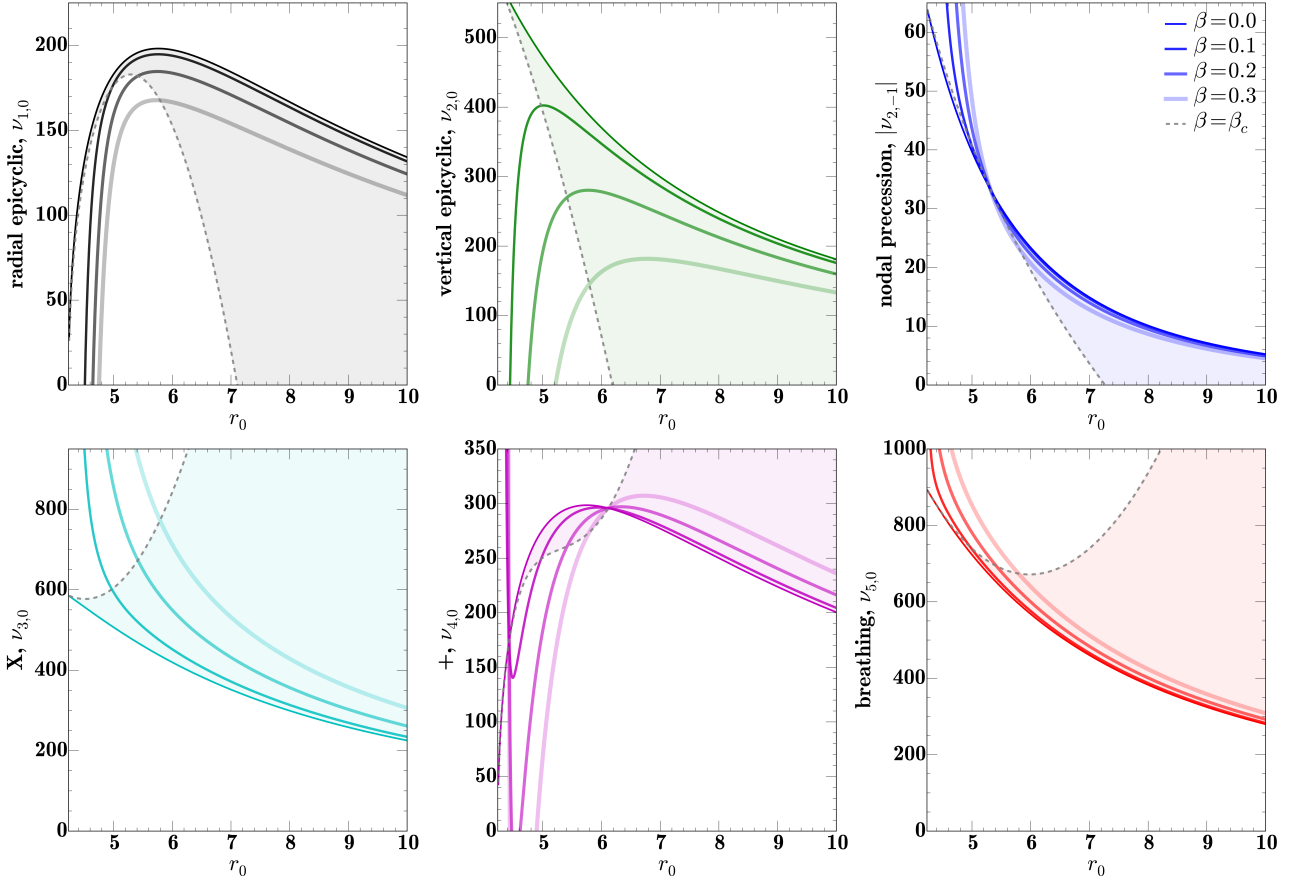 radial epicyclic, ν₁,₀
200
150
100
50
0
5 6 7 8 9 10
r₀
vertical epicyclic, ν₂,₀
500
400
300
200
100
0
5 6 7 8 9 10
r₀
nodal precession, |ν₂,₋₁|
60
50
40
30
20
10
0
5 6 7 8 9 10
r₀
β=0.0
β=0.1
β=0.2
β=0.3
β=β_c
X, ν₃,₀
800
600
400
200
0
5 6 7 8 9 10
r₀
+, ν₄,₀
350
300
250
200
150
100
50
0
5 6 7 8 9 10
r₀
breathing, ν₅,₀
1000
800
600
400
200
0
5 6 7 8 9 10
r₀